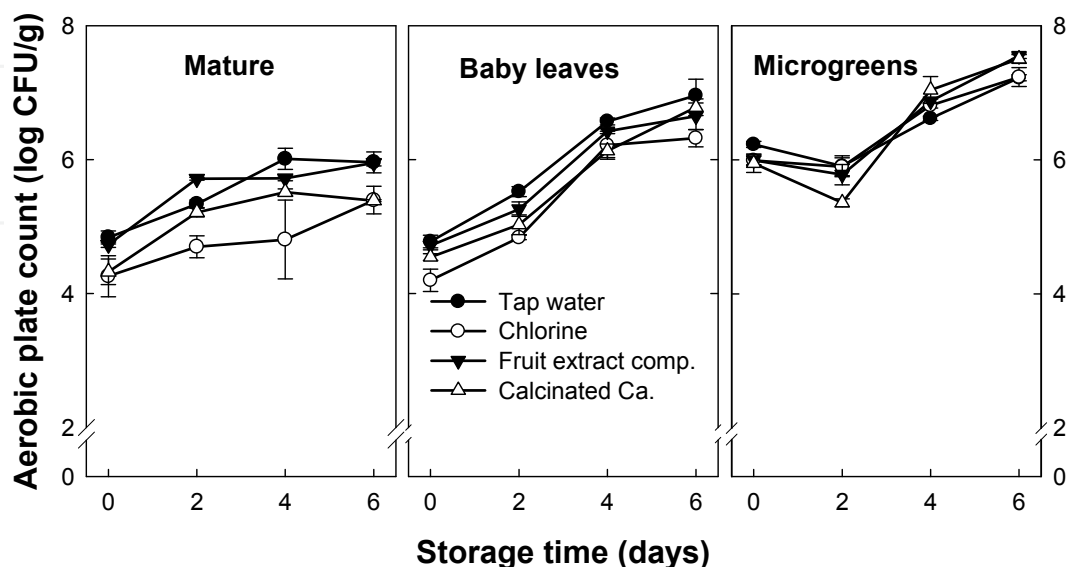 Aerobic plate count (log CFU/g)
8
6
4
2
0
Mature
Baby leaves
Microgreens
Tap water
Chlorine
Fruit extract comp.
Calcinated Ca.
8
6
4
2
0
0 2 4 6
0 2 4 6
0 2 4 6
Storage time (days)